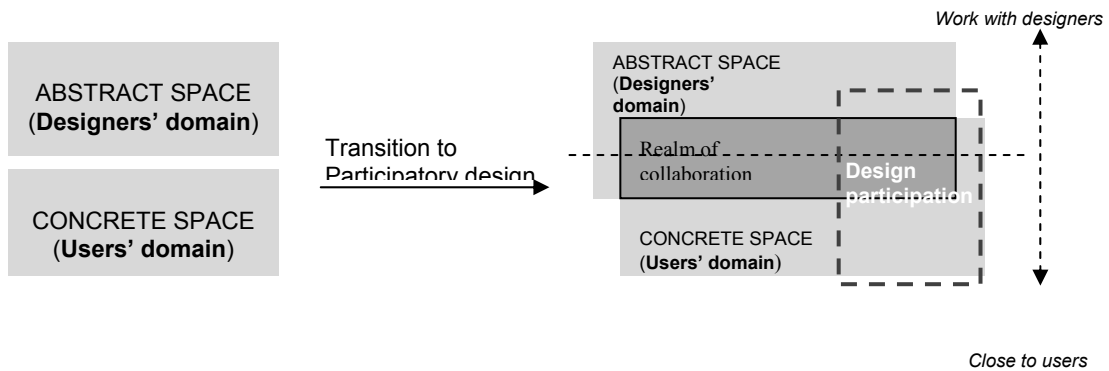 Work with designers
ABSTRACT SPACE
(Designers’ domain)
CONCRETE SPACE
(Users’ domain)
Transition to
Participatory design
ABSTRACT SPACE
(Designers’
domain)
Realm of
collaboration
Design
participation
CONCRETE SPACE
(Users’ domain)
Close to users